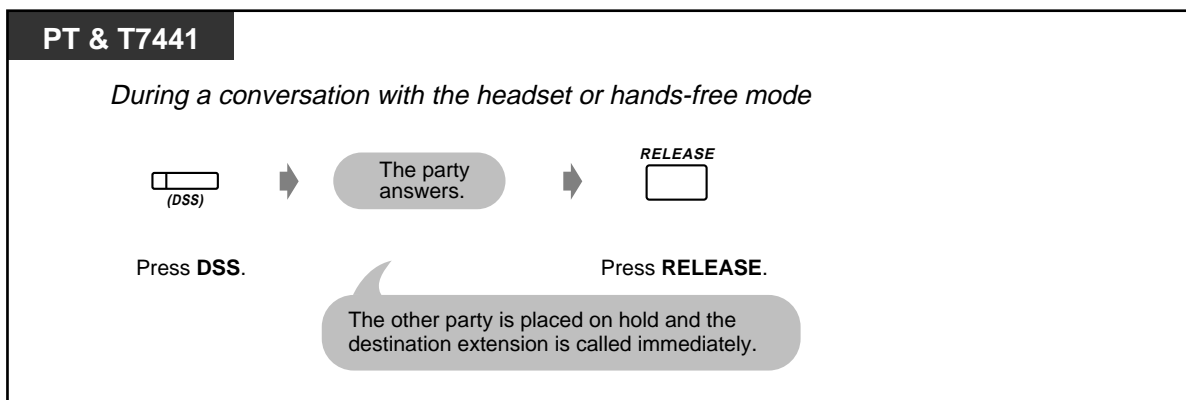 PT & T7441
During a conversation with the headset or hands-free mode
(DSS)
The party
answers.
RELEASE
Press DSS.
Press RELEASE.
The other party is placed on hold and the
destination extension is called immediately.